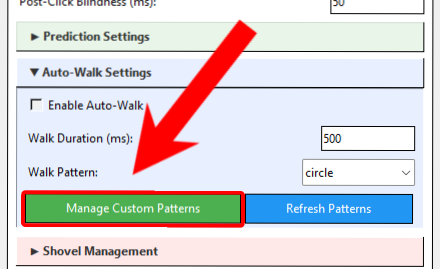 Post-Click Blindness (ms): 50
▶ Prediction Settings
▼ Auto-Walk Settings
Enable Auto-Walk
Walk Duration (ms): 500
Walk Pattern: circle
Manage Custom Patterns Refresh Patterns
▶ Shovel Management